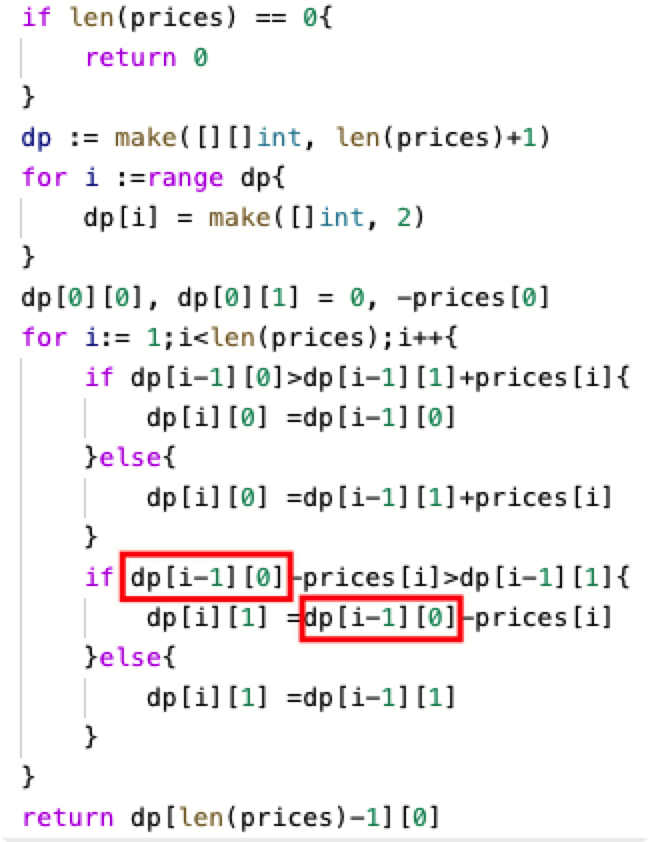 if len(prices) == 0{
return 0
}
dp := make([][]int, len(prices)+1)
for i :=range dp{
dp[i] = make([]int, 2)
}
dp[0][0], dp[0][1] = 0, -prices[0]
for i:= 1;i<len(prices);i++{
if dp[i-1][0]>dp[i-1][1]+prices[i]{
dp[i][0] =dp[i-1][0]
}else{
dp[i][0] =dp[i-1][1]+prices[i]
}
if dp[i-1][0]-prices[i]>dp[i-1][1]{
dp[i][1] =dp[i-1][0]-prices[i]
}else{
dp[i][1] =dp[i-1][1]
}
}
return dp[len(prices)-1][0]